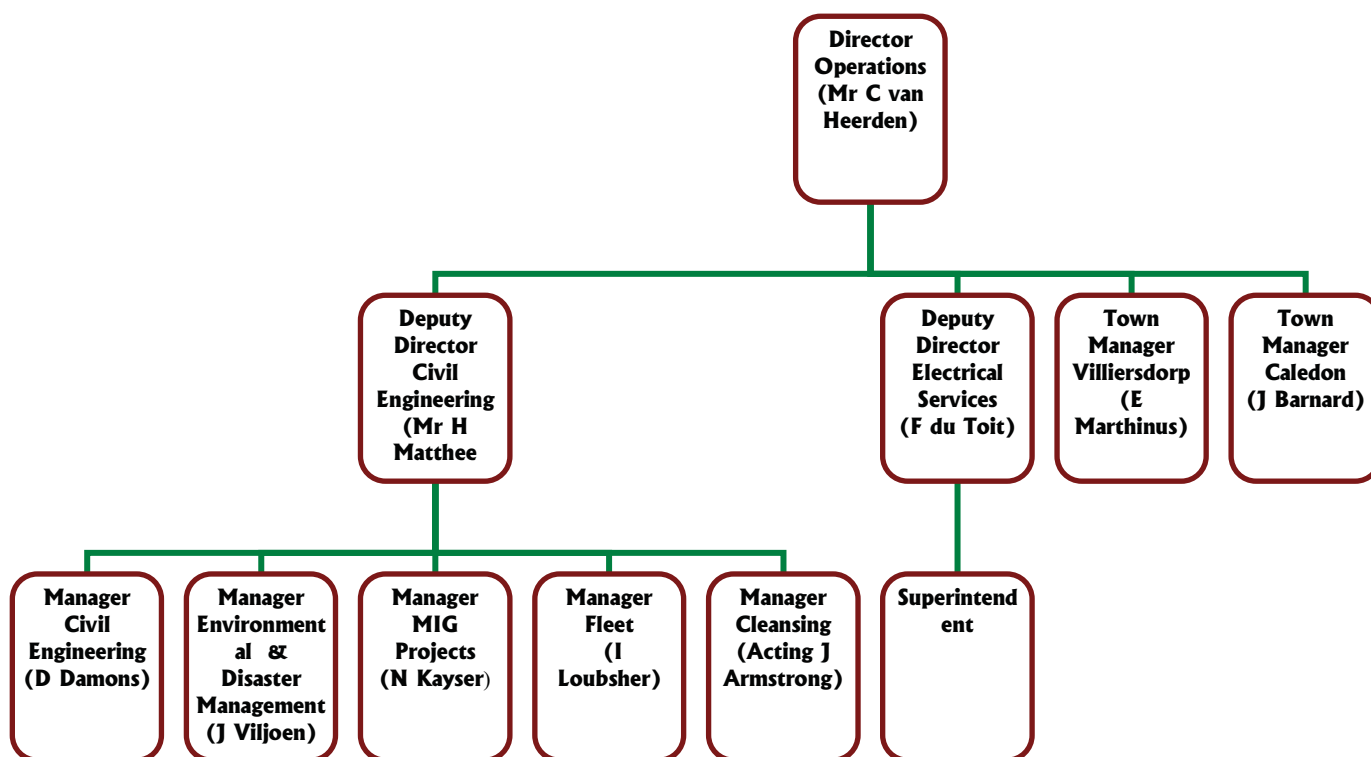 Director
Operations
(Mr C van
Heerden)
Deputy
Director
Civil
Engineering
(Mr H
Matthee
Deputy
Director
Electrical
Services
(F du Toit)
Town
Manager
Villiersdorp
(E
Marthinus)
Town
Manager
Caledon
(J Barnard)
Manager
Civil
Engineering
(D Damons)
Manager
Environment
al &
Disaster
Management
(J Viljoen)
Manager
MIG
Projects
(N Kayser)
Manager
Fleet
(I
Loubsher)
Manager
Cleansing
(Acting J
Armstrong)
Superintend
ent